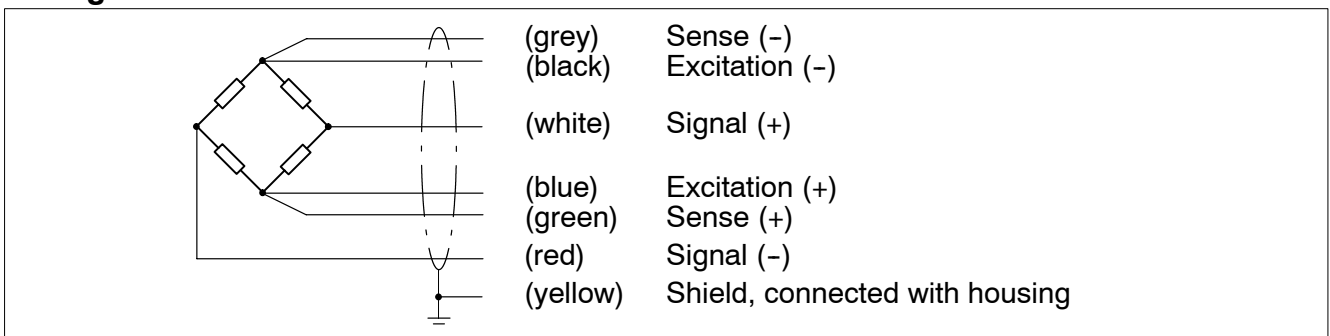 (grey) Sense (–)
(black) Excitation (–)
(white) Signal (+)
(blue) Excitation (+)
(green) Sense (+)
(red) Signal (–)
(yellow) Shield, connected with housing